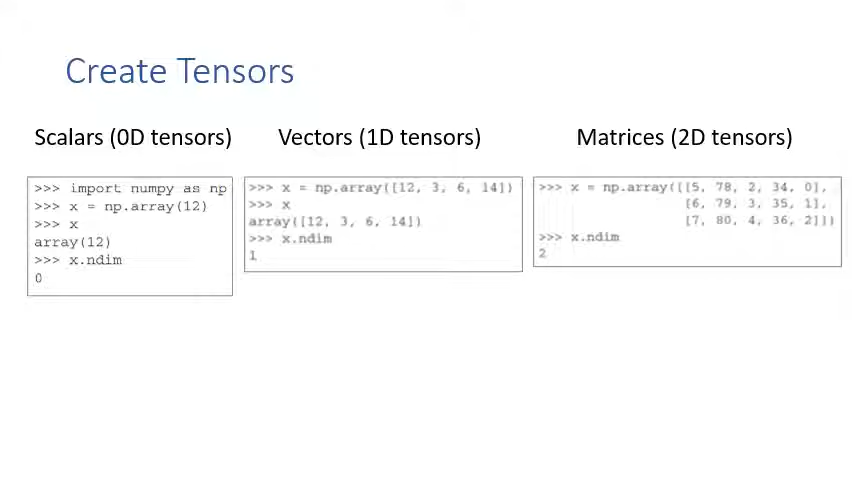 Create Tensors
Scalars (0D tensors)
>>> import numpy as np
>>> x = np.array(12)
>>> x
array(12)
>>> x.ndim
0
Vectors (1D tensors)
>>> x = np.array([12, 3, 6, 14])
>>> x
array([12, 3, 6, 14])
>>> x.ndim
1
Matrices (2D tensors)
>>> x = np.array([[5, 78, 2, 34, 0],
[6, 79, 3, 35, 1],
[7, 80, 4, 36, 2]])
>>> x.ndim
2